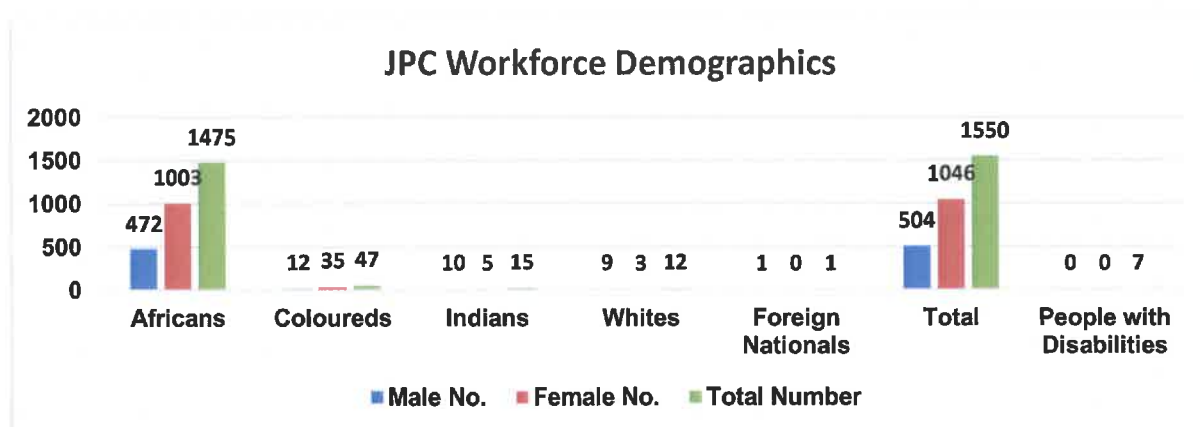 JPC Workforce Demographics
2000
1500
1000
500
0
472 1003 1475
12 35 47
10 5 15
9 3 12
1 0 1
504 1046 1550
0 0 7
Africans
Coloureds
Indians
Whites
Foreign
Nationals
Total
People with
Disabilities
Male No. Female No. Total Number